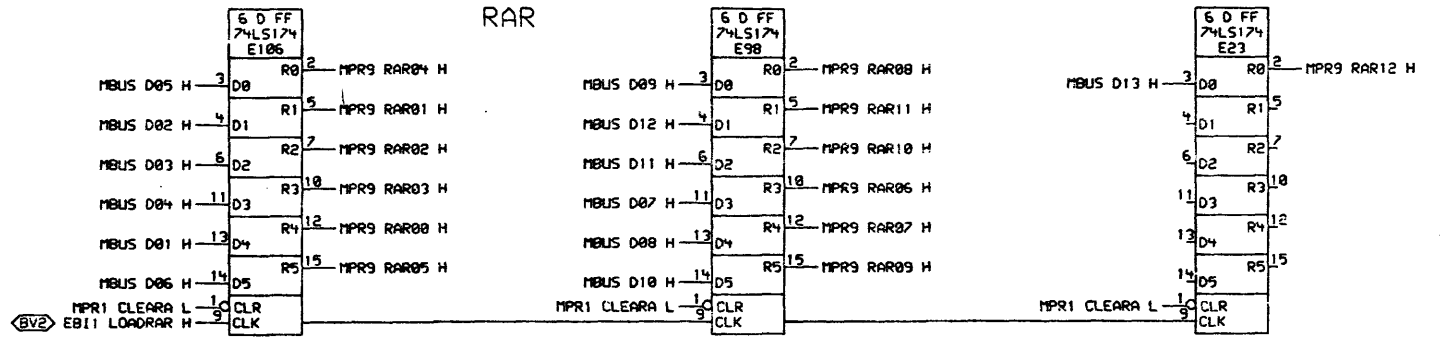 RAR
6 D FF
74LS174
E106
MBUS D05 H 3 D0 R0 2 MPR9 RAR04 H
MBUS D02 H 4 D1 R1 5 MPR9 RAR01 H
MBUS D03 H 6 D2 R2 7 MPR9 RAR02 H
MBUS D04 H 11 D3 R3 10 MPR9 RAR03 H
MBUS D01 H 13 D4 R4 12 MPR9 RAR00 H
MBUS D06 H 14 D5 R5 15 MPR9 RAR05 H
MPR1 CLEARA L 1 CLR
BV2 EBI1 LOADRAR H 9 CLK
6 D FF
74LS174
E98
MBUS D09 H 3 D0 R0 2 MPR9 RAR08 H
MBUS D12 H 4 D1 R1 5 MPR9 RAR11 H
MBUS D11 H 6 D2 R2 7 MPR9 RAR10 H
MBUS D07 H 11 D3 R3 10 MPR9 RAR06 H
MBUS D08 H 13 D4 R4 12 MPR9 RAR07 H
MBUS D10 H 14 D5 R5 15 MPR9 RAR09 H
MPR1 CLEARA L 1 CLR
9 CLK
6 D FF
74LS174
E23
MBUS D13 H 3 D0 R0 2 MPR9 RAR12 H
4 D1 R1 5
6 D2 R2 7
11 D3 R3 10
13 D4 R4 12
14 D5 R5 15
MPR1 CLEARA L 1 CLR
9 CLK